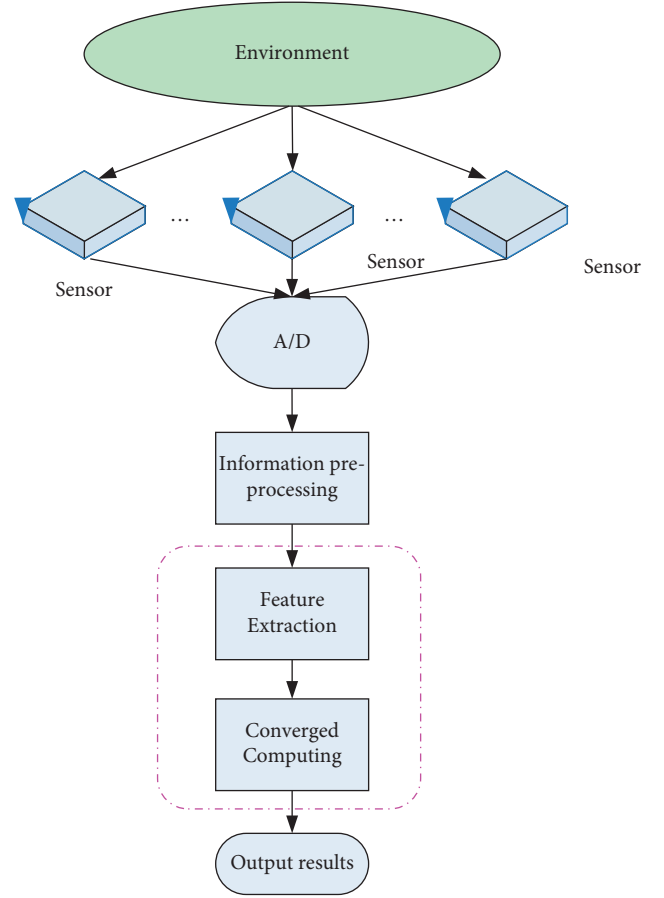 Environment
...
...
Sensor
Sensor
Sensor
A/D
Information pre-
processing
Feature
Extraction
Converged
Computing
Output results